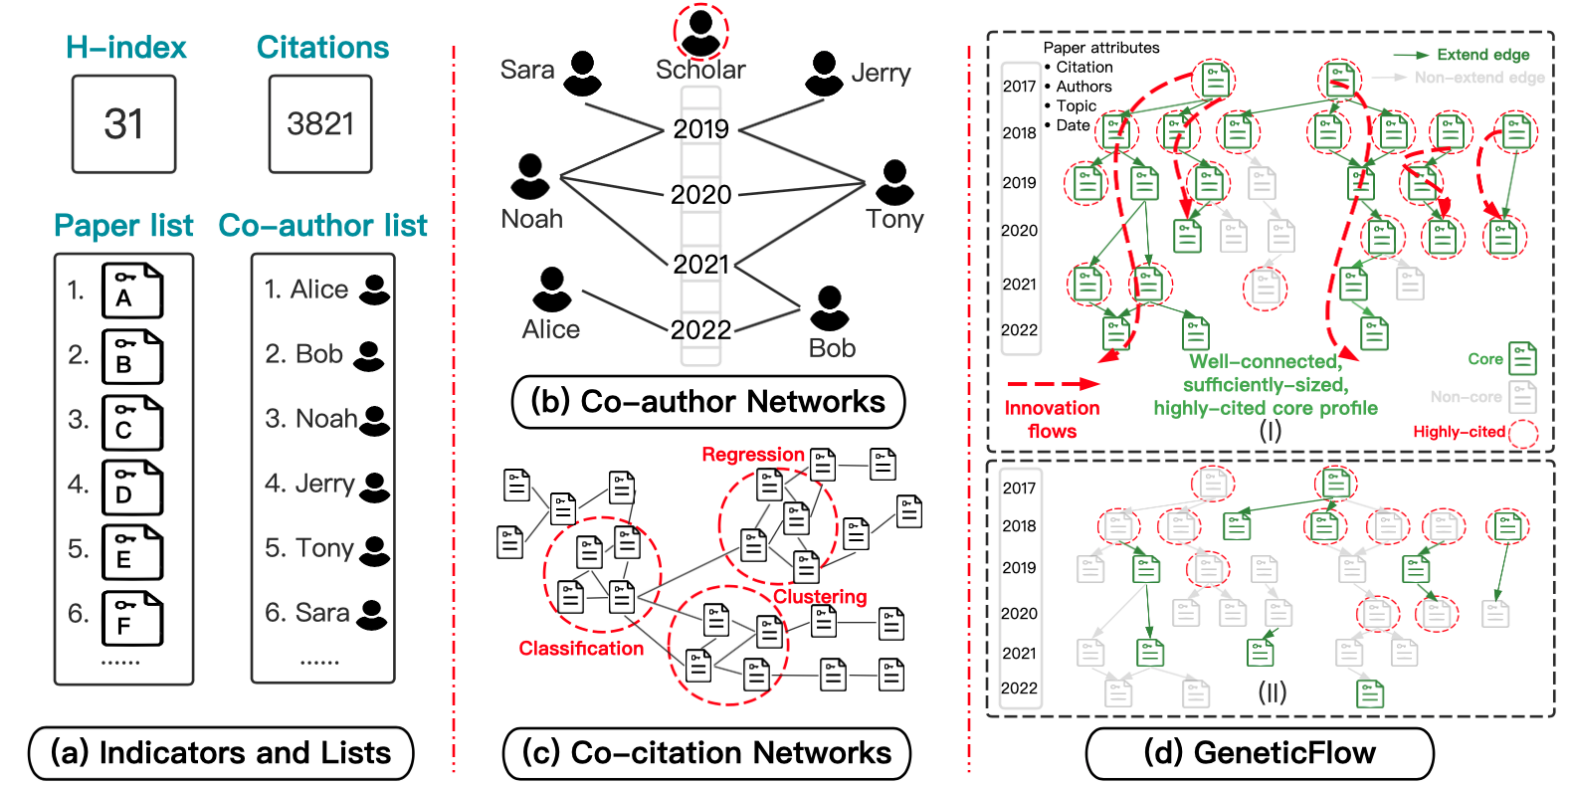 H-index
Citations
31
3821
Paper list
Co-author list
1.
A
2.
B
3.
C
4.
D
5.
E
6.
F
......
1. Alice
2. Bob
3. Noah
4. Jerry
5. Tony
6. Sara
......
(a) Indicators and Lists
Sara
Scholar
Jerry
2019
Noah
2020
Tony
2021
Alice
2022
Bob
(b) Co-author Networks
Regression
Clustering
Classification
(c) Co-citation Networks
Paper attributes
• Citation
• Authors
• Topic
• Date
Extend edge
Non-extend edge
2017
2018
2019
2020
2021
2022
Innovation
flows
Well-connected,
sufficiently-sized,
highly-cited core profile
(I)
Core
Non-core
Highly-cited
2017
2018
2019
2020
2021
2022
(II)
(d) GeneticFlow